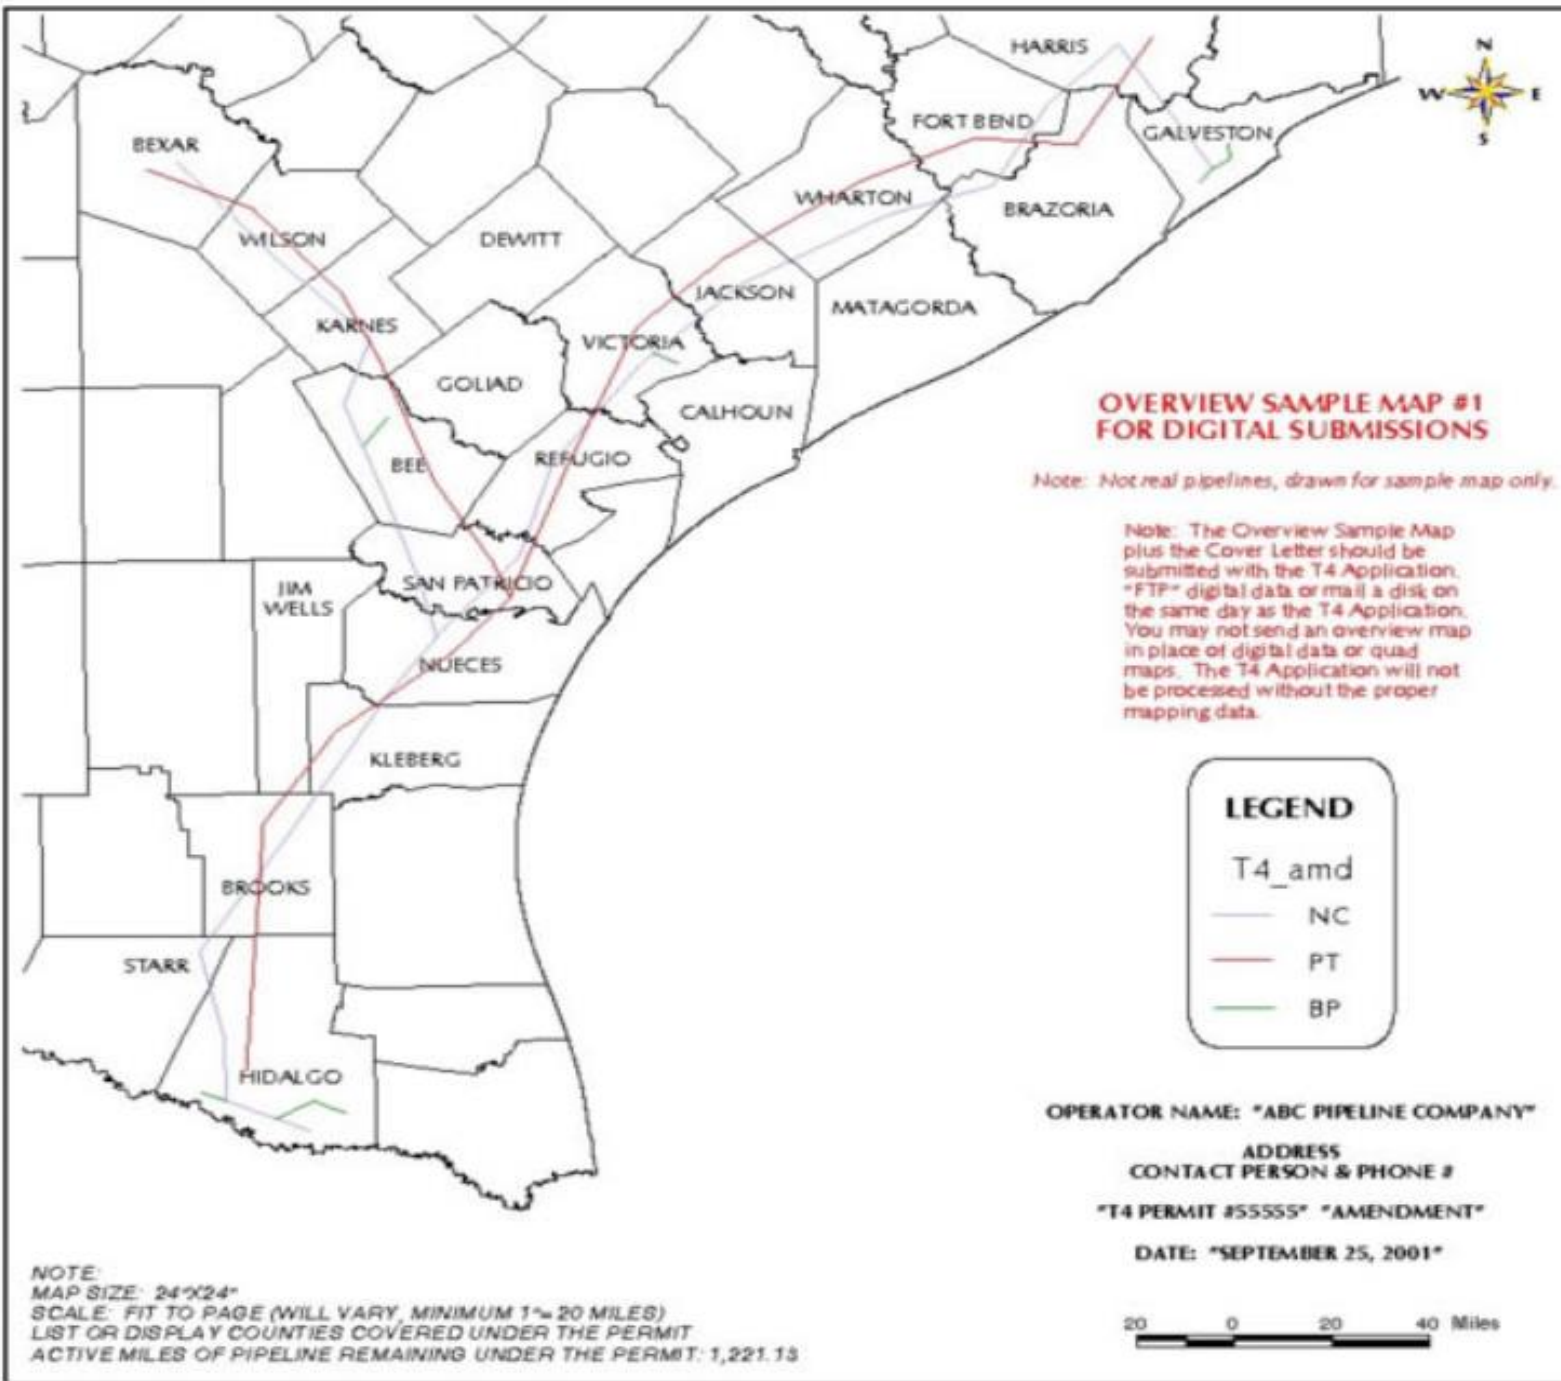 HARRIS
N
W E
S
BEXAR
FORT BEND
GALVESTON
WHARTON
BRAZORIA
WILSON
DEWITT
JACKSON
MATAGORDA
KARNES
VICTORIA
GOLIAD
CALHOUN
BEE
REFUGIO
SAN PATRICIO
JIM
WELLS
NUECES
KLEBERG
BROOKS
STARR
HIDALGO
OVERVIEW SAMPLE MAP #1
FOR DIGITAL SUBMISSIONS
Note: Not real pipelines, drawn for sample map only.
Note: The Overview Sample Map
plus the Cover Letter should be
submitted with the T4 Application.
"FTP" digital data or mail a disk on
the same day as the T4 Application.
You may not send an overview map
in place of digital data or quad
maps. The T4 Application will not
be processed without the proper
mapping data.
LEGEND
T4_amd
NC
PT
BP
OPERATOR NAME: "ABC PIPELINE COMPANY"
ADDRESS
CONTACT PERSON & PHONE #
"T4 PERMIT #55555" "AMENDMENT"
DATE: "SEPTEMBER 25, 2001"
20 0 20 40 Miles
NOTE:
MAP SIZE: 24"X24"
SCALE: FIT TO PAGE (WILL VARY, MINIMUM 1"= 20 MILES)
LIST OR DISPLAY COUNTIES COVERED UNDER THE PERMIT
ACTIVE MILES OF PIPELINE REMAINING UNDER THE PERMIT: 1,221.13